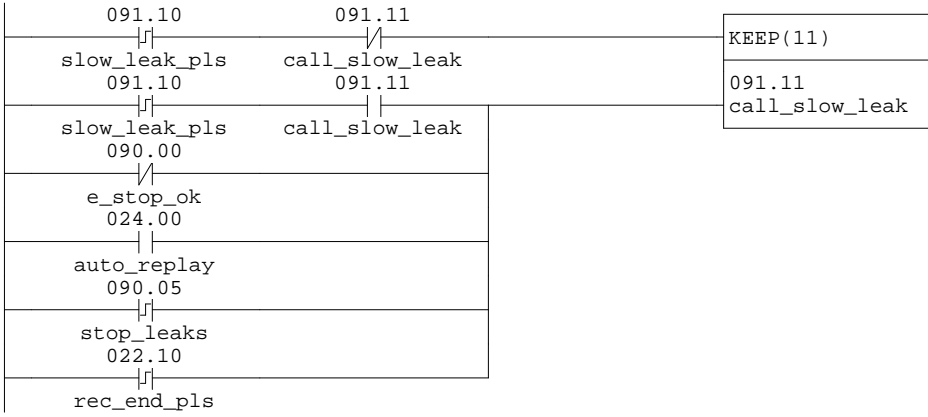 091.10 091.11
KEEP(11)
slow_leak_pls call_slow_leak
091.10 091.11 091.11
call_slow_leak
slow_leak_pls call_slow_leak
090.00
e_stop_ok
024.00
auto_replay
090.05
stop_leaks
022.10
rec_end_pls